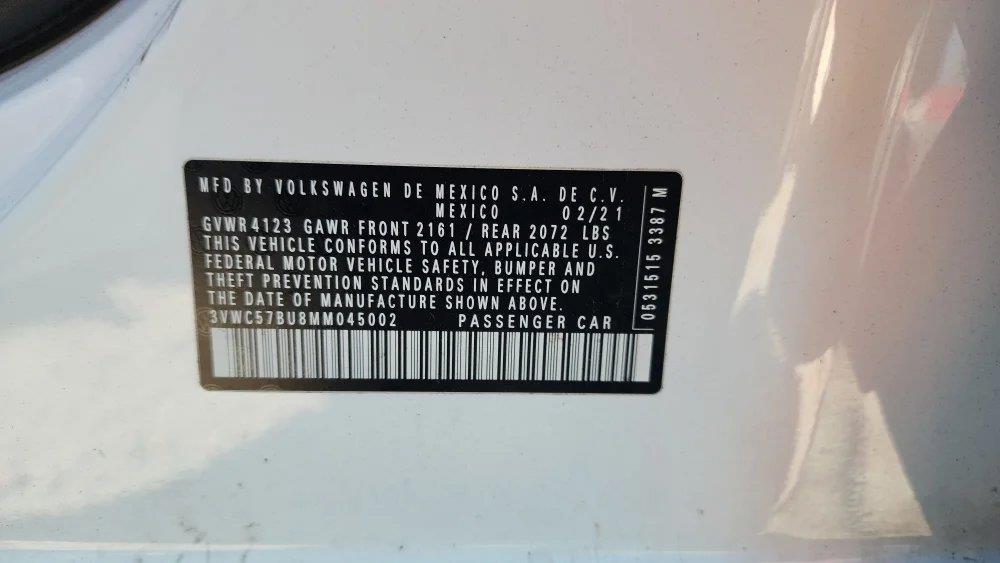 MFD BY VOLKSWAGEN DE MEXICO S.A. DE C.V.
MEXICO 02/21
GVWR 4123 GAWR FRONT 2161 / REAR 2072 LBS
THIS VEHICLE CONFORMS TO ALL APPLICABLE U.S.
FEDERAL MOTOR VEHICLE SAFETY, BUMPER AND
THEFT PREVENTION STANDARDS IN EFFECT ON
THE DATE OF MANUFACTURE SHOWN ABOVE.
3VWC57BU8MM045002 PASSENGER CAR
0531515 3387 M